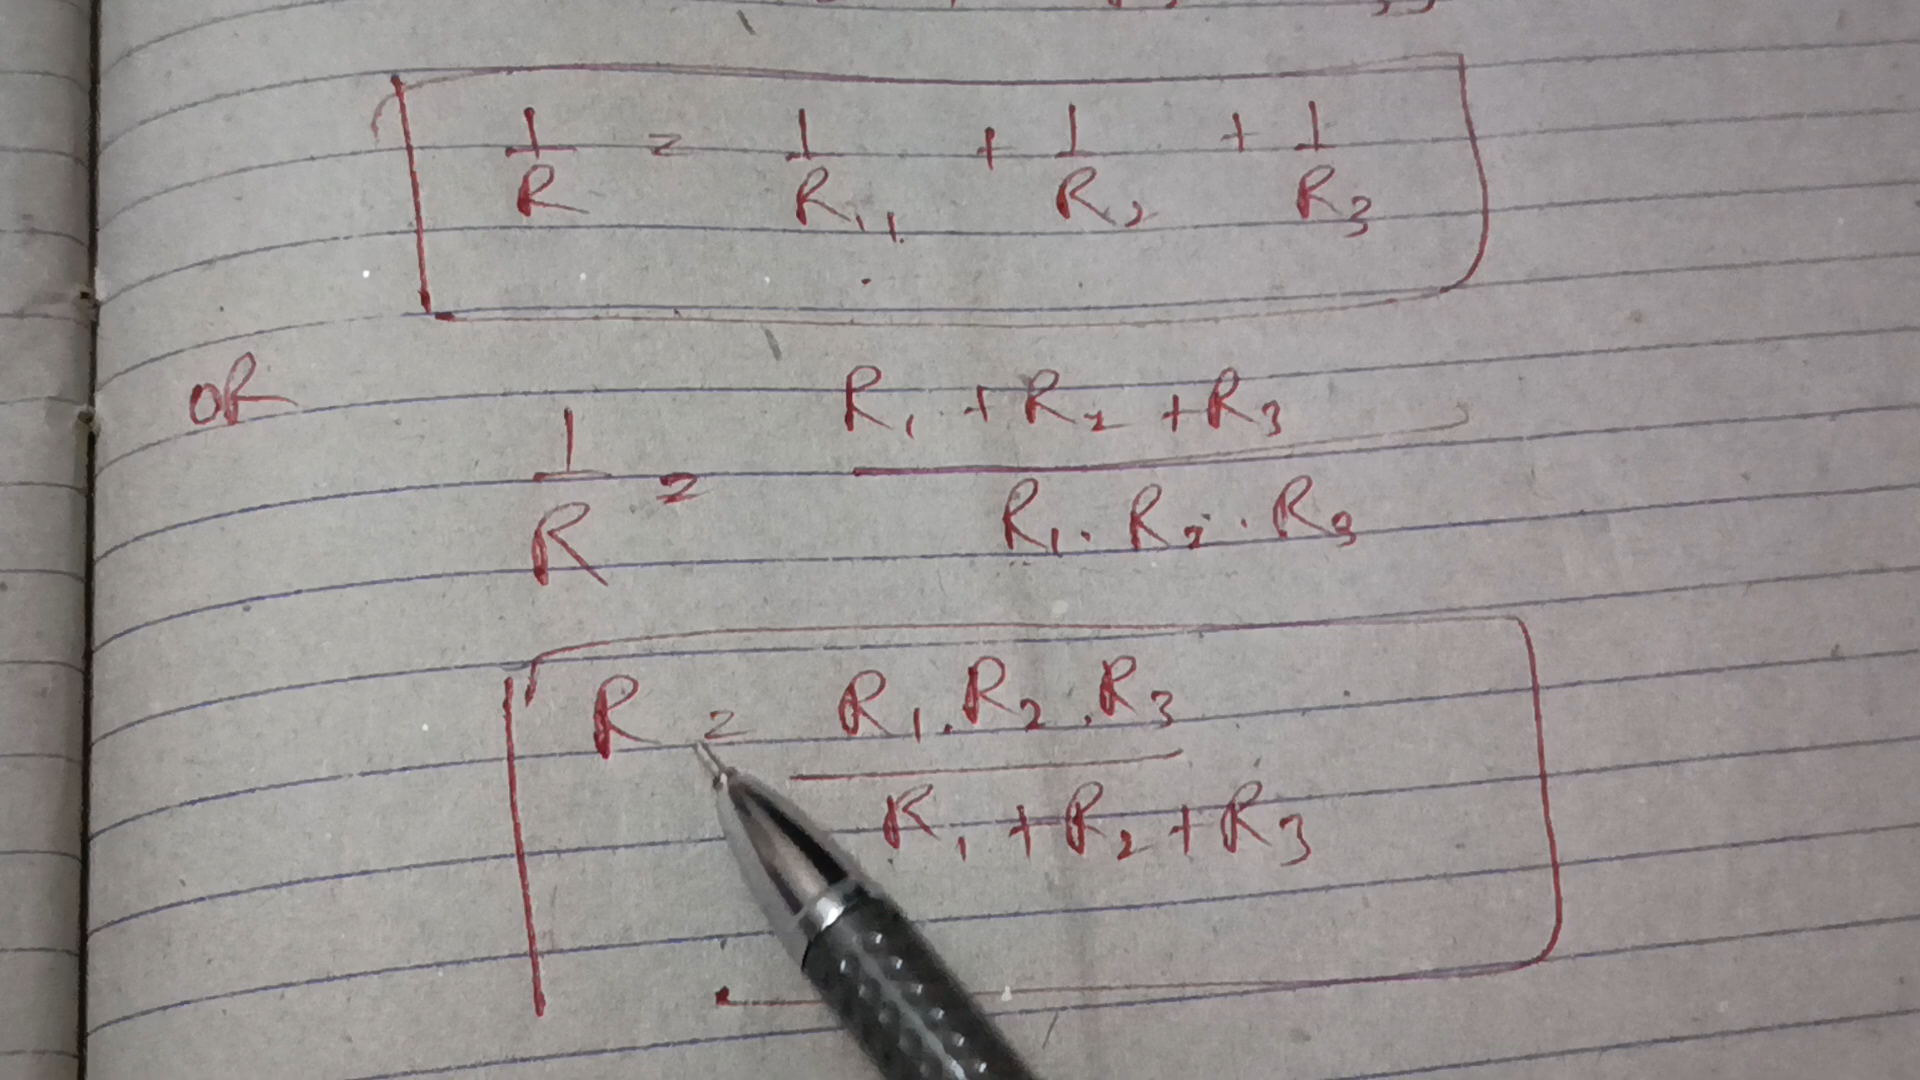 1/R = 1/R₁₁ + 1/R₂ + 1/R₃
OR
1/R = R₁ + R₂ + R₃ / R₁ . R₂ . R₃
R = R₁ . R₂ . R₃ / R₁ + R₂ + R₃